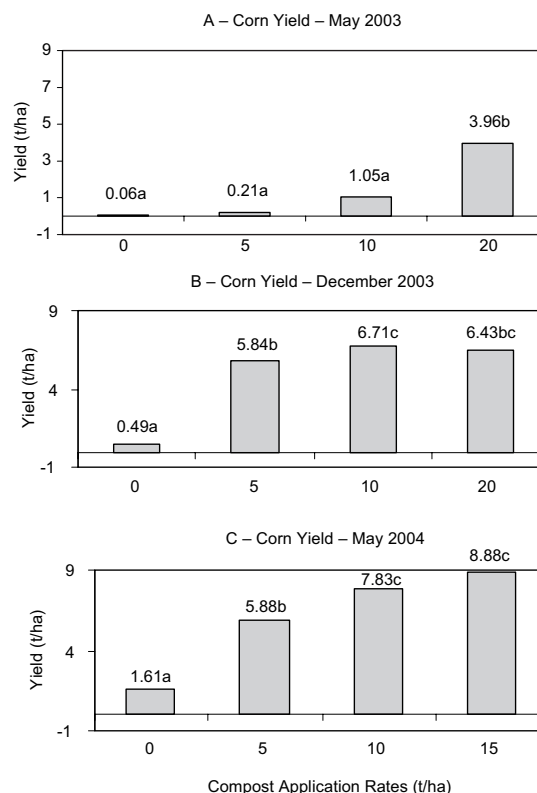 A – Corn Yield – May 2003
9
7
5
3
1
-1
Yield (t/ha)
0.06a 0.21a 1.05a 3.96b
0 5 10 20
B – Corn Yield – December 2003
9
4
-1
Yield (t/ha)
0.49a 5.84b 6.71c 6.43bc
0 5 10 20
C – Corn Yield – May 2004
9
4
-1
Yield (t/ha)
1.61a 5.88b 7.83c 8.88c
0 5 10 15
Compost Application Rates (t/ha)